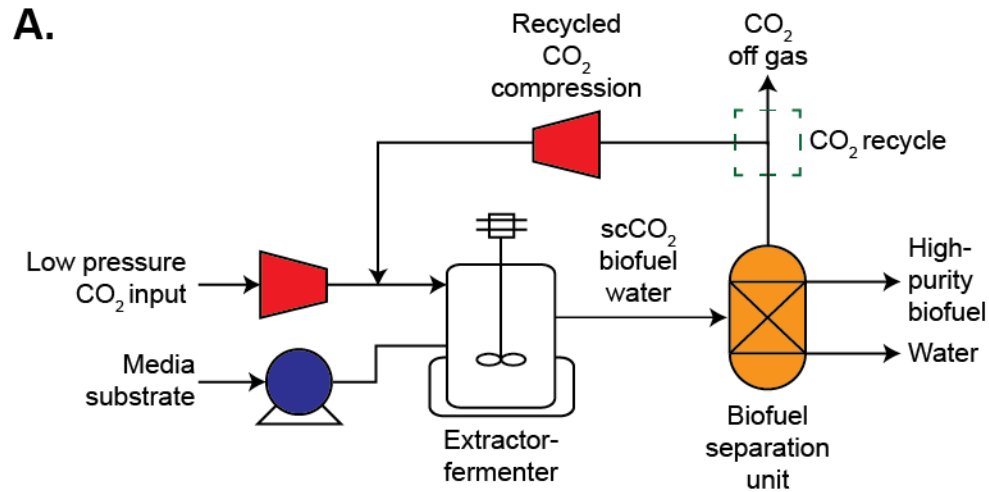 A.
Recycled
CO₂
compression
CO₂
off gas
CO₂ recycle
Low pressure
CO₂ input
scCO₂
biofuel
water
High-
purity
biofuel
Media
substrate
Water
Extractor-
fermenter
Biofuel
separation
unit